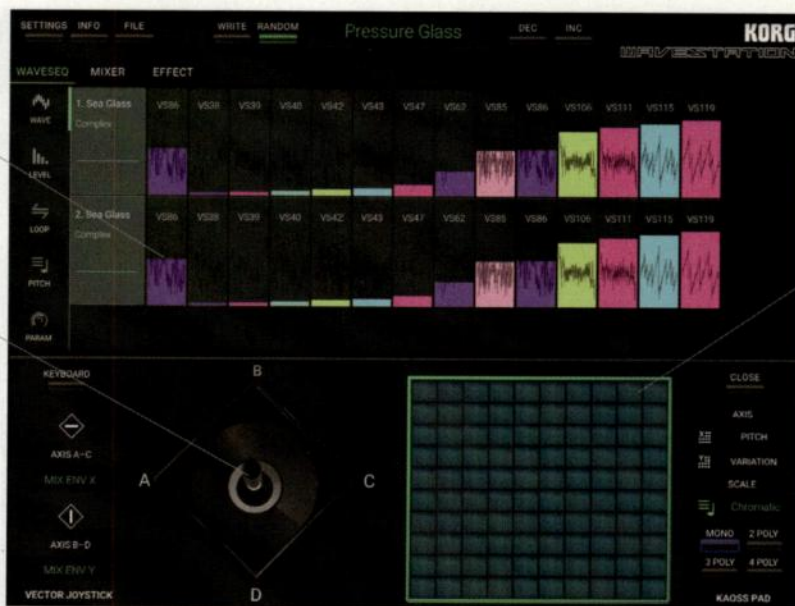 SETTINGS INFO FILE WRITE RANDOM Pressure Glass DEC INC KORG
WAVESTATION
WAVESEQ MIXER EFFECT
WAVE
LEVEL
LOOP
PITCH
PARAM
1. Sea Glass
Complex
VS86 VS38 VS39 VS40 VS42 VS43 VS47 VS62 VS85 VS86 VS106 VS111 VS115 VS119
2. Sea Glass
Complex
VS86 VS38 VS39 VS40 VS42 VS43 VS47 VS62 VS85 VS86 VS106 VS111 VS115 VS119
KEYBOARD
AXIS A-C
MIX ENV X
AXIS B-D
MIX ENV Y
VECTOR JOYSTICK
B
A
C
D
CLOSE
AXIS
PITCH
VARIATION
SCALE
Chromatic
MONO 2 POLY
3 POLY 4 POLY
KAOSS PAD